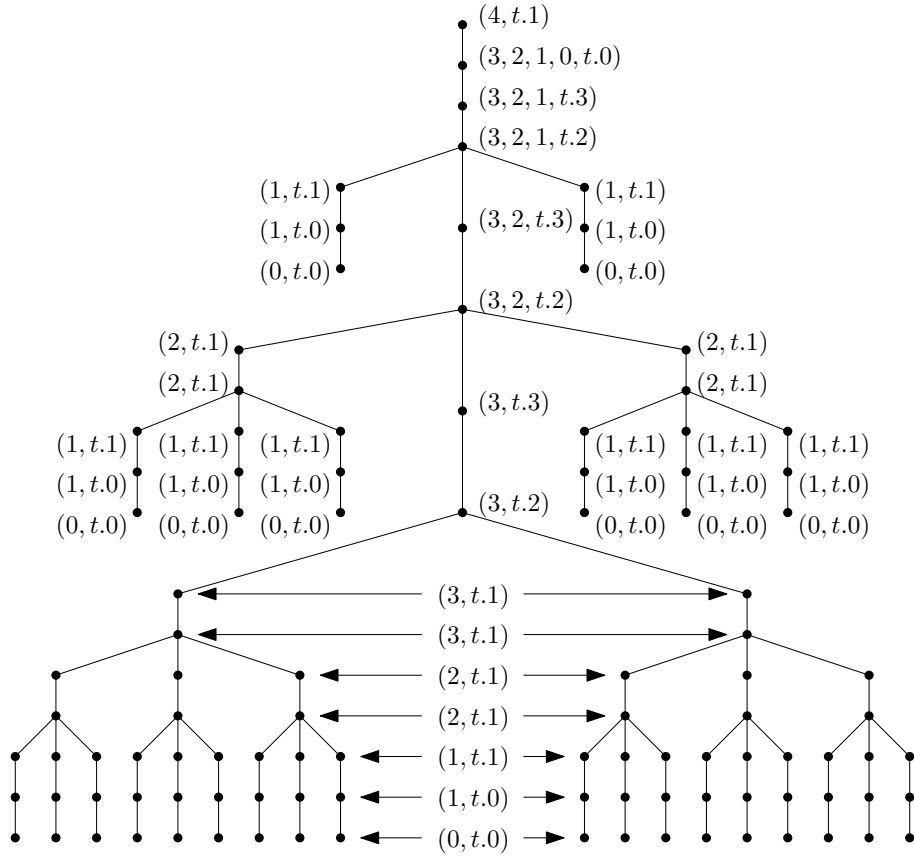 (4, t.1)
(3, 2, 1, 0, t.0)
(3, 2, 1, t.3)
(3, 2, 1, t.2)
(1, t.1) (1, t.1)
(1, t.0) (3, 2, t.3) (1, t.0)
(0, t.0) (0, t.0)
(3, 2, t.2)
(2, t.1) (2, t.1)
(2, t.1) (3, t.3) (2, t.1)
(1, t.1) (1, t.1) (1, t.1) (1, t.1) (1, t.1) (1, t.1)
(1, t.0) (1, t.0) (1, t.0) (1, t.0) (1, t.0) (1, t.0)
(0, t.0) (0, t.0) (0, t.0) (3, t.2) (0, t.0) (0, t.0) (0, t.0)
(3, t.1)
(3, t.1)
(2, t.1)
(2, t.1)
(1, t.1)
(1, t.0)
(0, t.0)